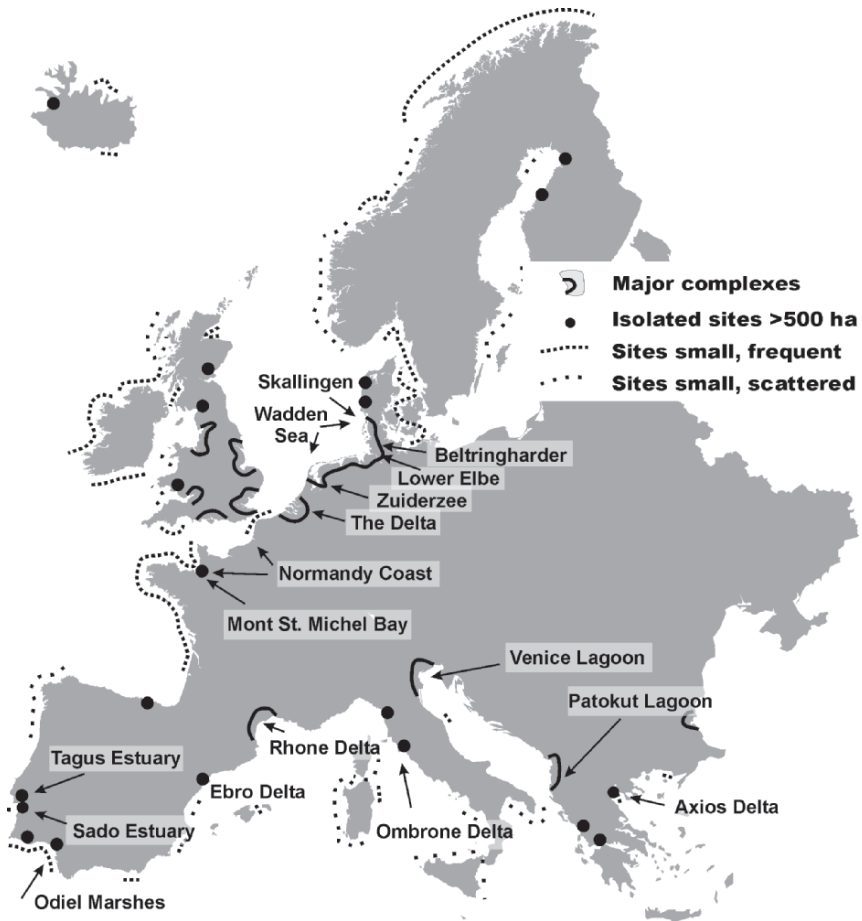 Major complexes
Isolated sites >500 ha
Sites small, frequent
Sites small, scattered
Skallingen
Wadden
Sea
Beltringharder
Lower Elbe
Zuiderzee
The Delta
Normandy Coast
Mont St. Michel Bay
Venice Lagoon
Patokut Lagoon
Rhone Delta
Tagus Estuary
Ebro Delta
Axios Delta
Sado Estuary
Ombrone Delta
Odiel Marshes